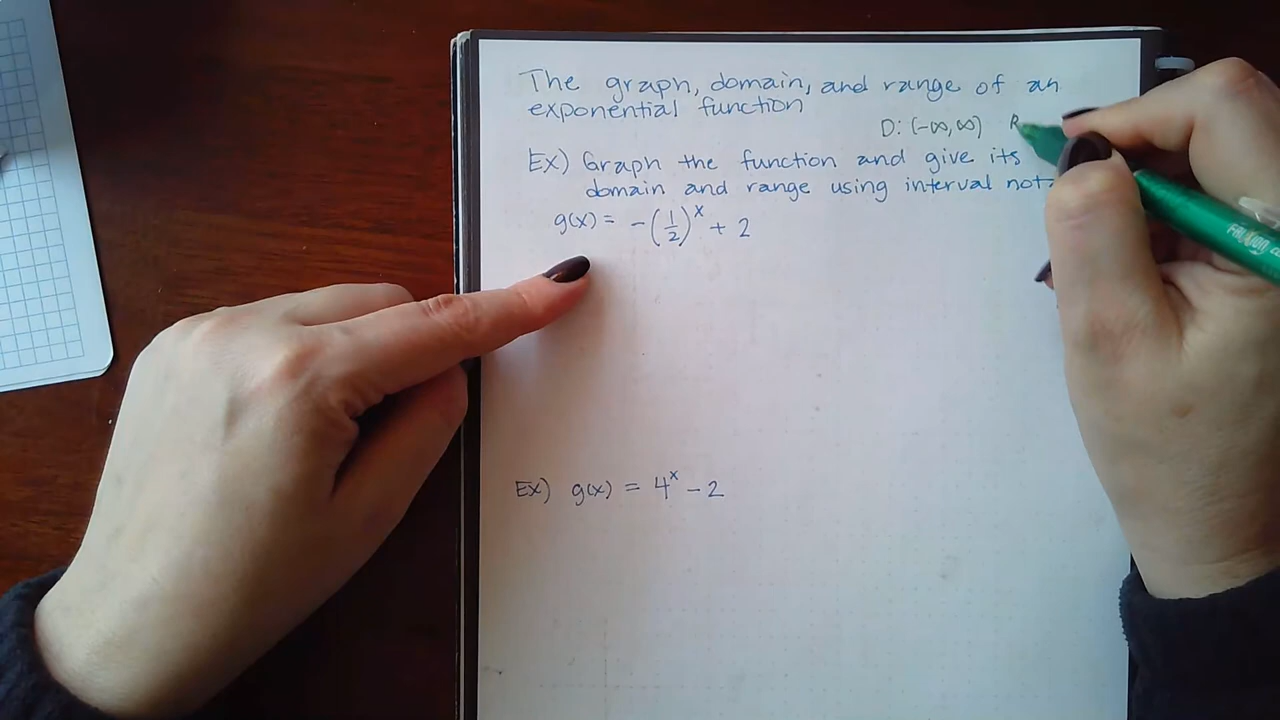 The graph, domain, and range of an
exponential function
D: (-∞,∞) R
Ex) Graph the function and give its
domain and range using interval
g(x) = -(1/2)^x + 2
Ex) g(x) = 4^x - 2